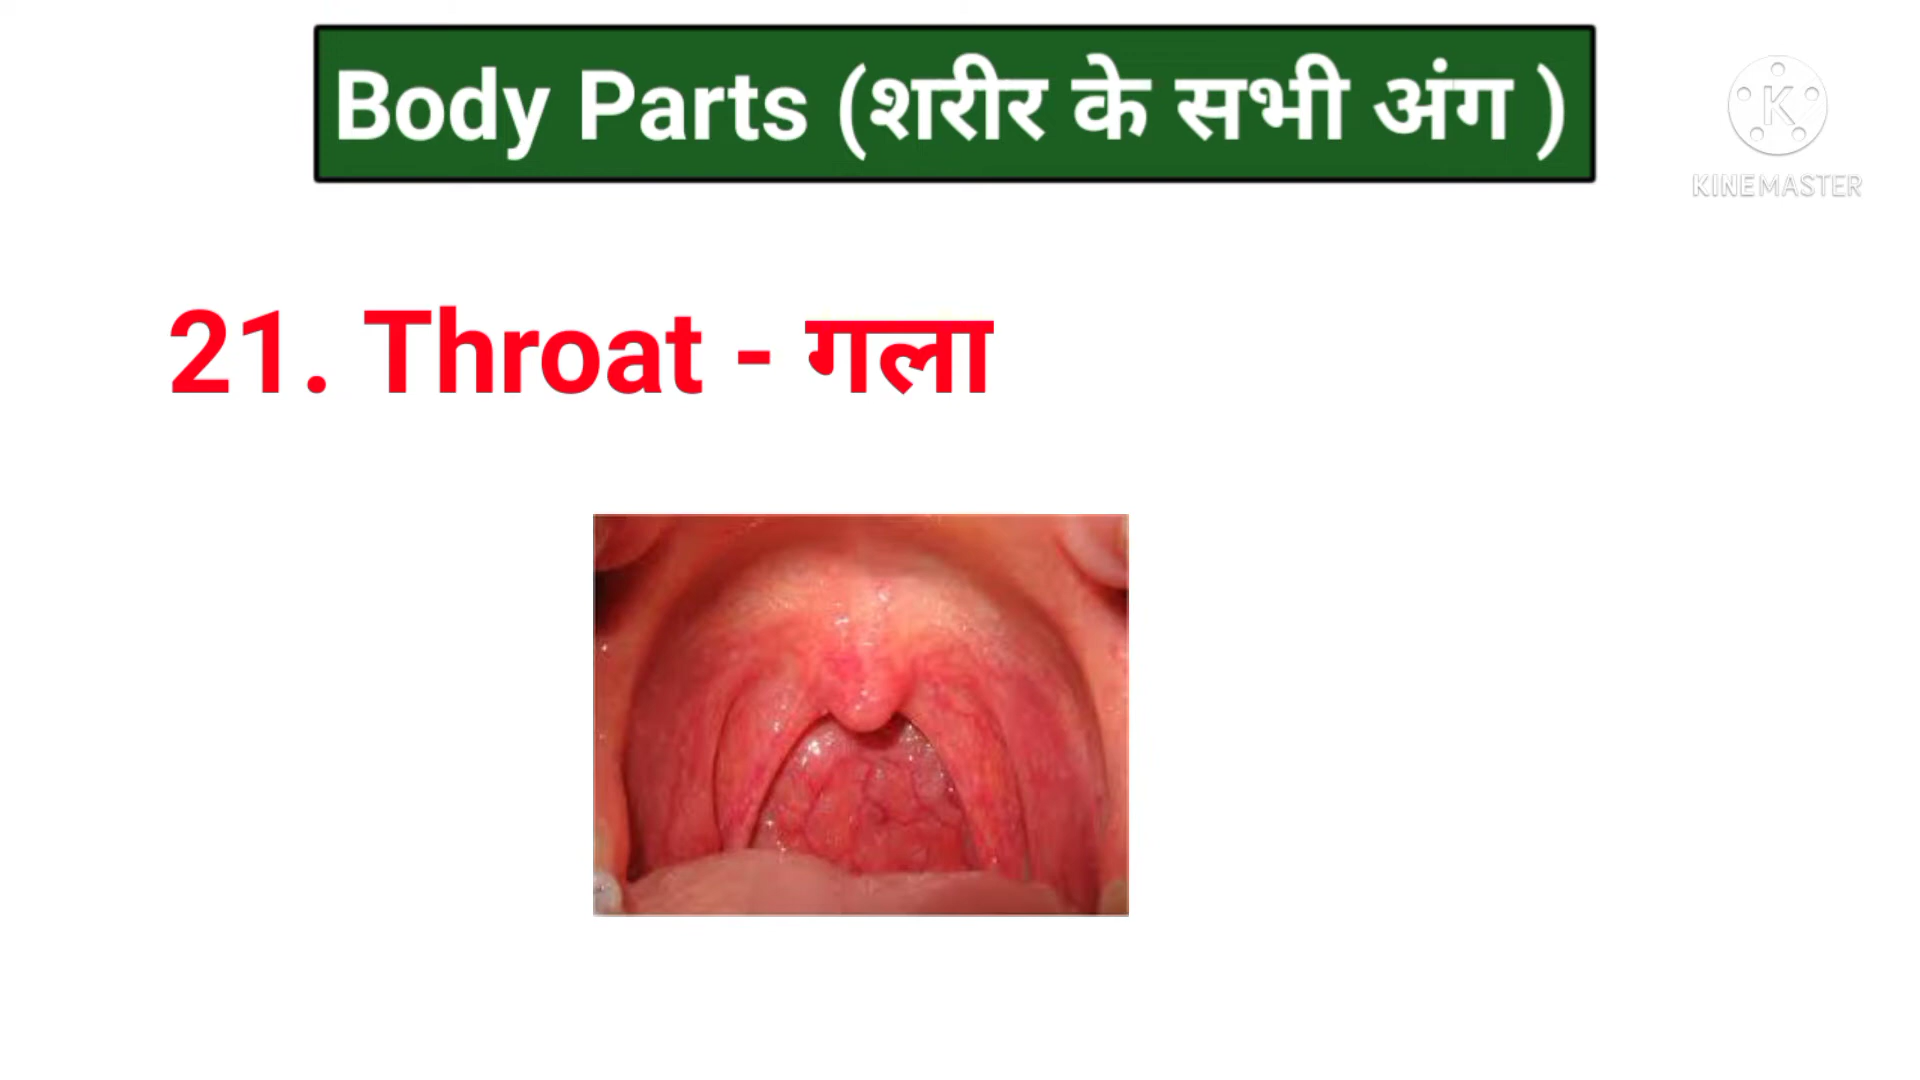 Body Parts (शरीर के सभी अंग )
K
KINEMASTER
21. Throat - गला